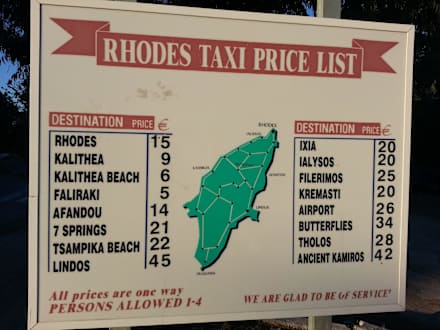 RHODES TAXI PRICE LIST
DESTINATION PRICE €
RHODES 15
KALITHEA 9
KALITHEA BEACH 6
FALIRAKI 5
AFANDOU 14
7 SPRINGS 21
TSAMPIKA BEACH 22
LINDOS 45
RHODES
LINDOS
DESTINATION PRICE €
IXIA 20
IALYSOS 20
FILERIMOS 25
KREMASTI 20
AIRPORT 26
BUTTERFLIES 34
THOLOS 28
ANCIENT KAMIROS 42
All prices are one way
PERSONS ALLOWED 1-4
WE ARE GLAD TO BE OF SERVICE!